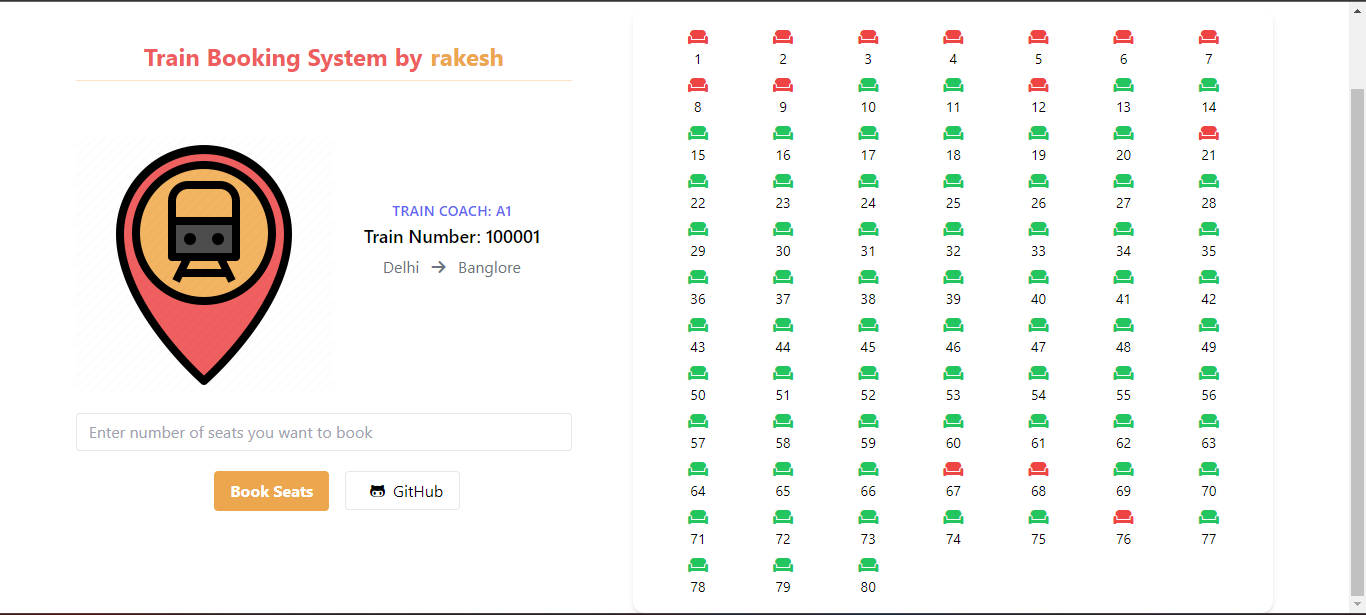 Train Booking System by rakesh
TRAIN COACH: A1
Train Number: 100001
Delhi → Banglore
Enter number of seats you want to book
Book Seats
GitHub
1 2 3 4 5 6 7
8 9 10 11 12 13 14
15 16 17 18 19 20 21
22 23 24 25 26 27 28
29 30 31 32 33 34 35
36 37 38 39 40 41 42
43 44 45 46 47 48 49
50 51 52 53 54 55 56
57 58 59 60 61 62 63
64 65 66 67 68 69 70
71 72 73 74 75 76 77
78 79 80